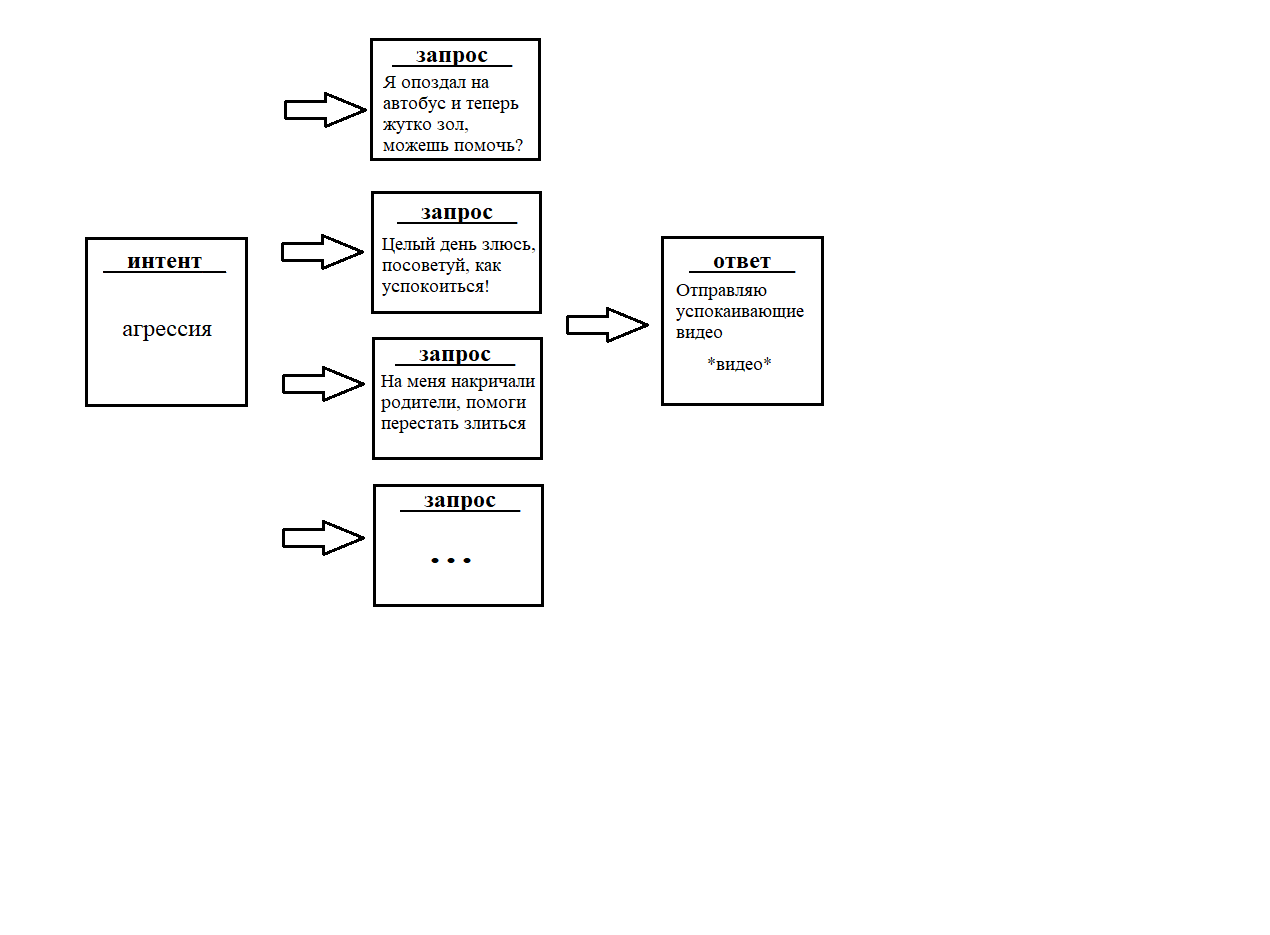 запрос
Я опоздал на
автобус и теперь
жутко зол,
можешь помочь?
запрос
Целый день злюсь,
посоветуй, как
успокоиться!
интент
агрессия
запрос
На меня накричали
родители, помоги
перестать злиться
запрос
...
ответ
Отправляю
успокаивающие
видео
*видео*